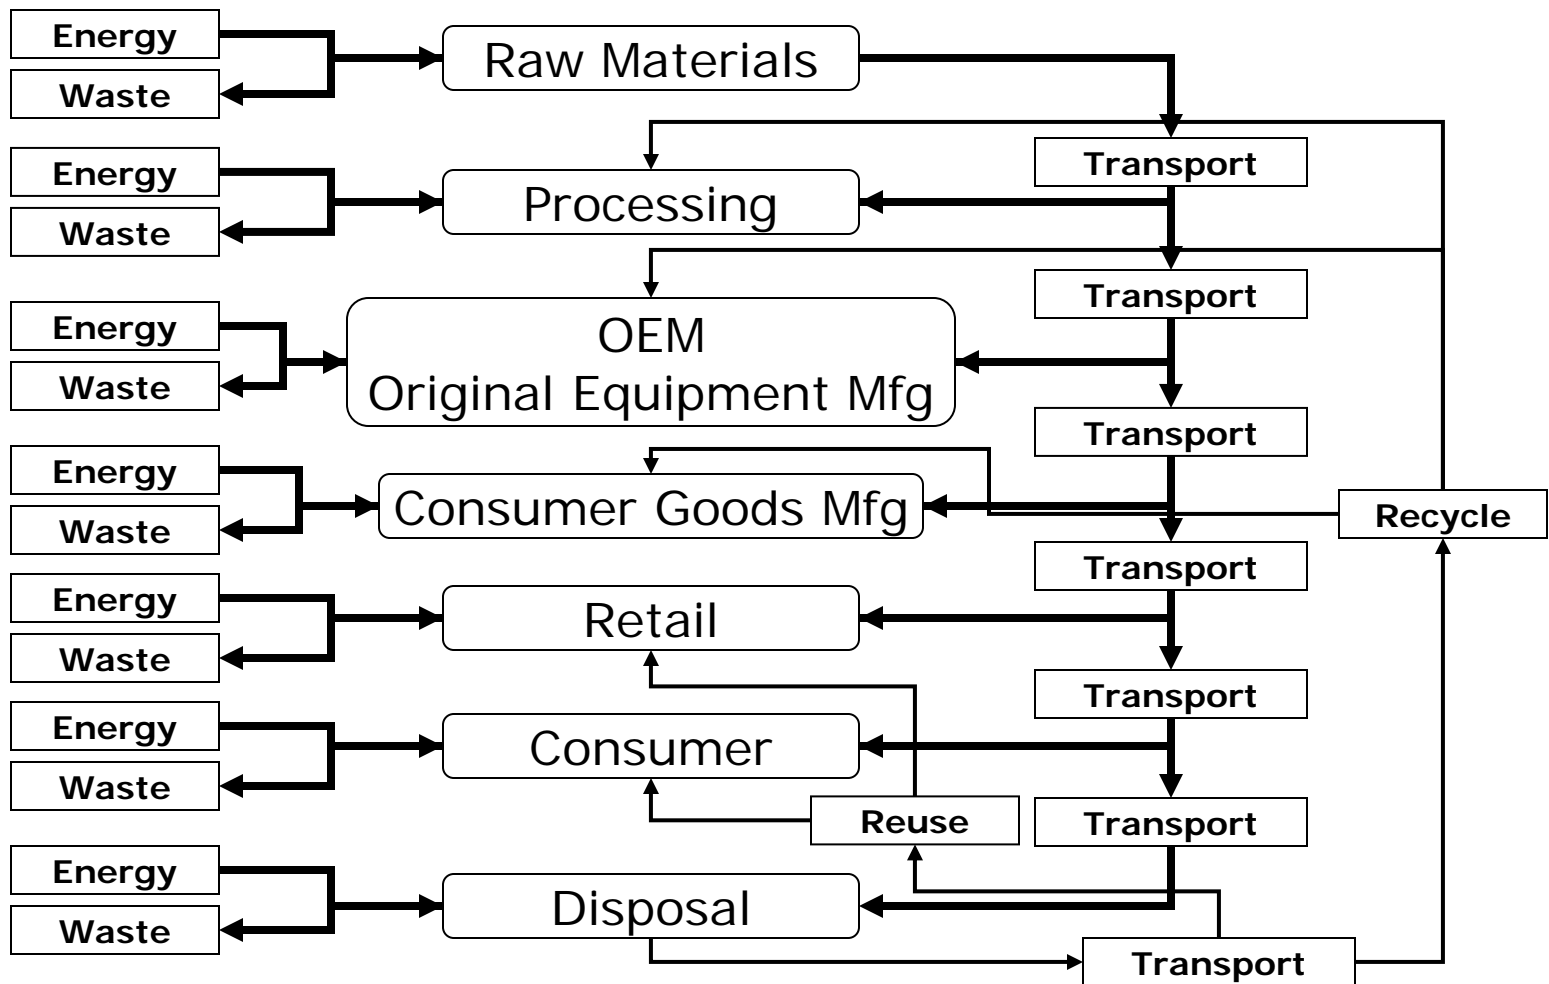 Energy
Waste
Raw Materials
Transport
Energy
Waste
Processing
Transport
Energy
Waste
OEM
Original Equipment Mfg
Transport
Energy
Waste
Consumer Goods Mfg
Recycle
Transport
Energy
Waste
Retail
Transport
Energy
Waste
Consumer
Reuse
Transport
Energy
Waste
Disposal
Transport